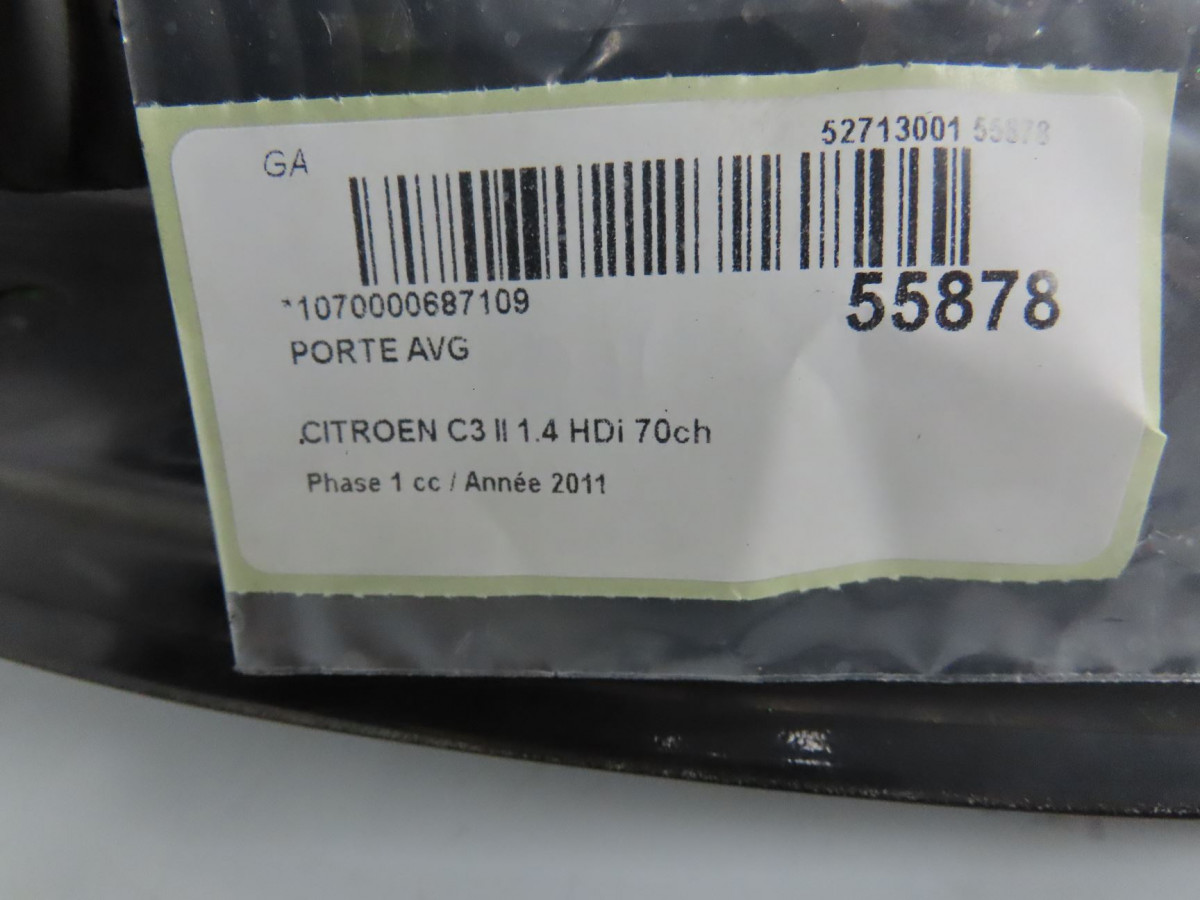 52713001 55878
GA
*1070000687109
55878
PORTE AVG
.CITROEN C3 II 1.4 HDi 70ch
Phase 1 cc / Année 2011